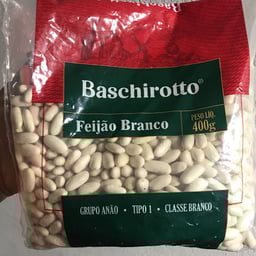 Baschirotto®
Feijão Branco
PESO LÍQ.
400g
GRUPO ANÃO • TIPO 1 • CLASSE BRANCO